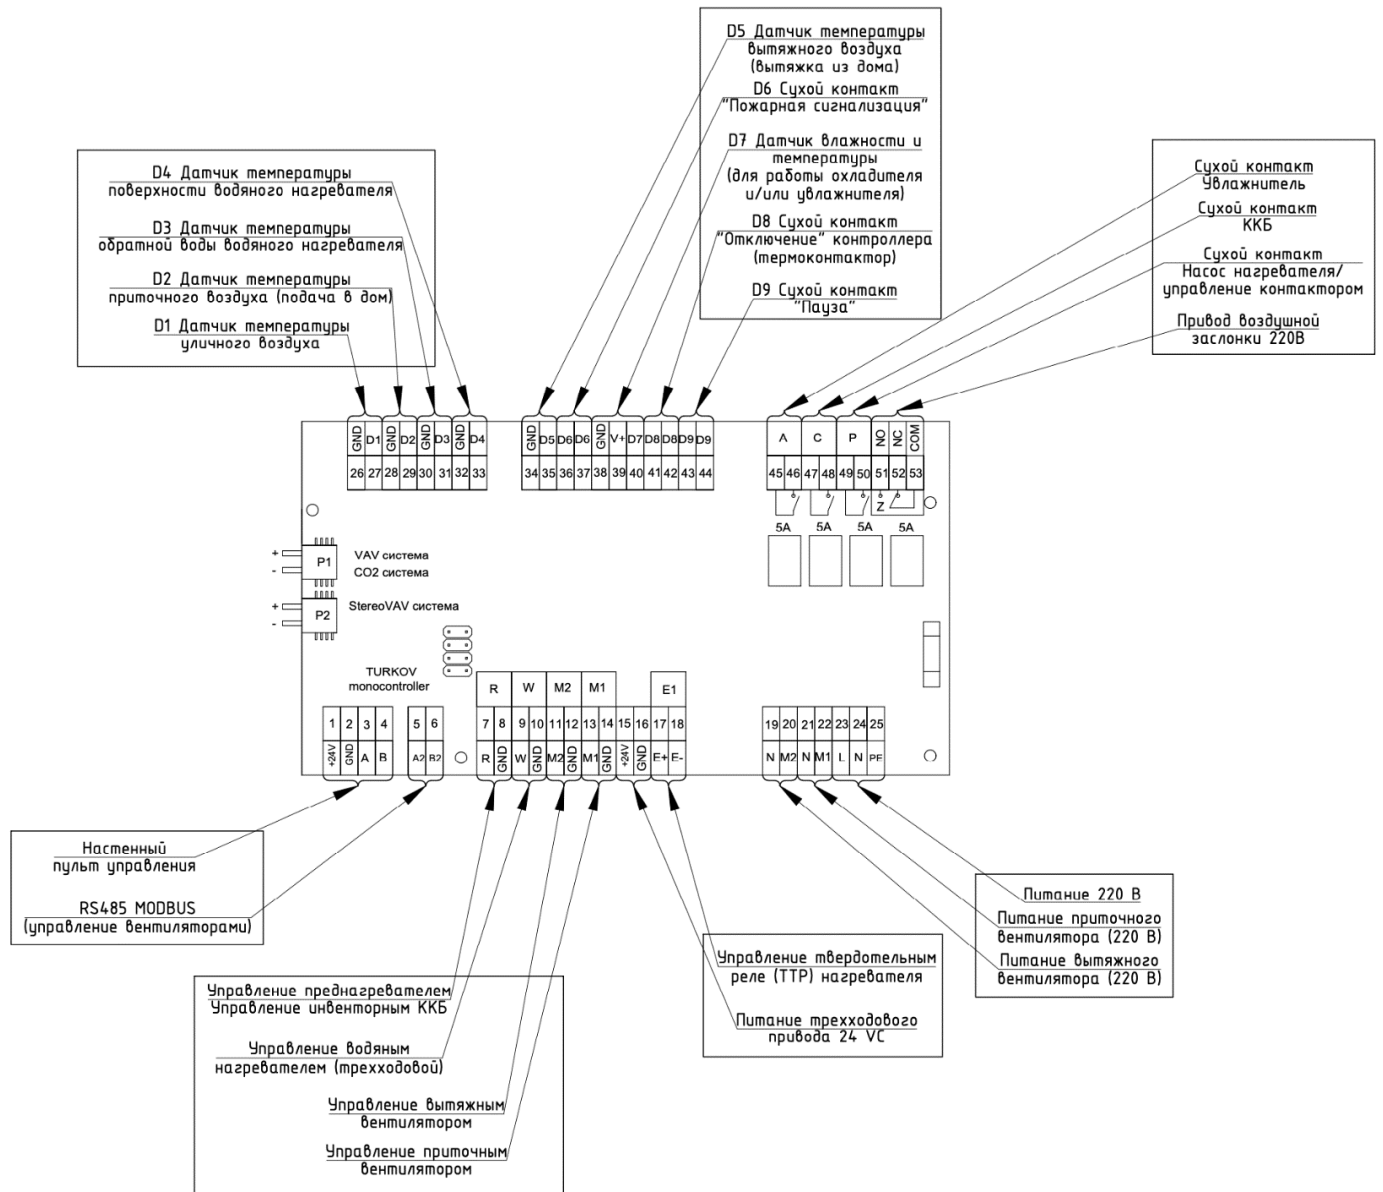 D5 Датчик температуры
вытяжного воздуха
(вытяжка из дома)
D6 Сухой контакт
"Пожарная сигнализация"
D7 Датчик влажности и
температуры
(для работы охладителя
и/или увлажнителя)
D8 Сухой контакт
"Отключение" контроллера
(термоконтактор)
D9 Сухой контакт
"Пауза"
D4 Датчик температуры
поверхности водяного нагревателя
D3 Датчик температуры
обратной воды водяного нагревателя
D2 Датчик температуры
приточного воздуха (подача в дом)
D1 Датчик температуры
уличного воздуха
Сухой контакт
Увлажнитель
Сухой контакт
ККБ
Сухой контакт
Насос нагревателя/
управление контактором
Привод воздушной
заслонки 220В
GND D1 GND D2 GND D3 GND D4
26 27 28 29 30 31 32 33
GND D5 D6 D6 GND V+ D7 D8 D8 D9 D9
34 35 36 37 38 39 40 41 42 43 44
A C P NO NC COM
45 46 47 48 49 50 51 52 53
Z
5A 5A 5A 5A
+
-
P1
VAV система
CO2 система
+
-
P2
StereoVAV система
TURKOV
monocontroller
R W M2 M1 E1
1 2 3 4
+24V GND A B
5 6
A2 B2
7 8 9 10 11 12 13 14 15 16 17 18
R GND W GND M2 GND M1 GND +24V GND E+ E-
19 20 21 22 23 24 25
N M2 N M1 L N PE
Настенный
пульт управления
RS485 MODBUS
(управление вентиляторами)
Управление преднагревателем
Управление инвенторным ККБ
Управление водяным
нагревателем (трехходовой)
Управление вытяжным
вентилятором
Управление приточным
вентилятором
Управление твердотельным
реле (ТТР) нагревателя
Питание трехходового
привода 24 VC
Питание 220 В
Питание приточного
вентилятора (220 В)
Питание вытяжного
вентилятора (220 В)